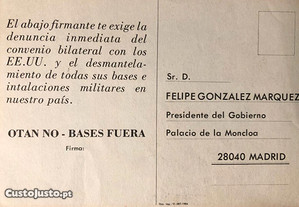 El abajo firmante te exige la
denuncia inmediata del
convenio bilateral con los
EE.UU. y el desmantela-
miento de todas sus bases e
intalaciones militares en
nuestro país.
OTAN NO - BASES FUERA
Firma:
Sr. D.
FELIPE GONZALEZ MARQUEZ
Presidente del Gobierno
Palacio de la Moncloa
28040 MADRID
CustoJusto.pt